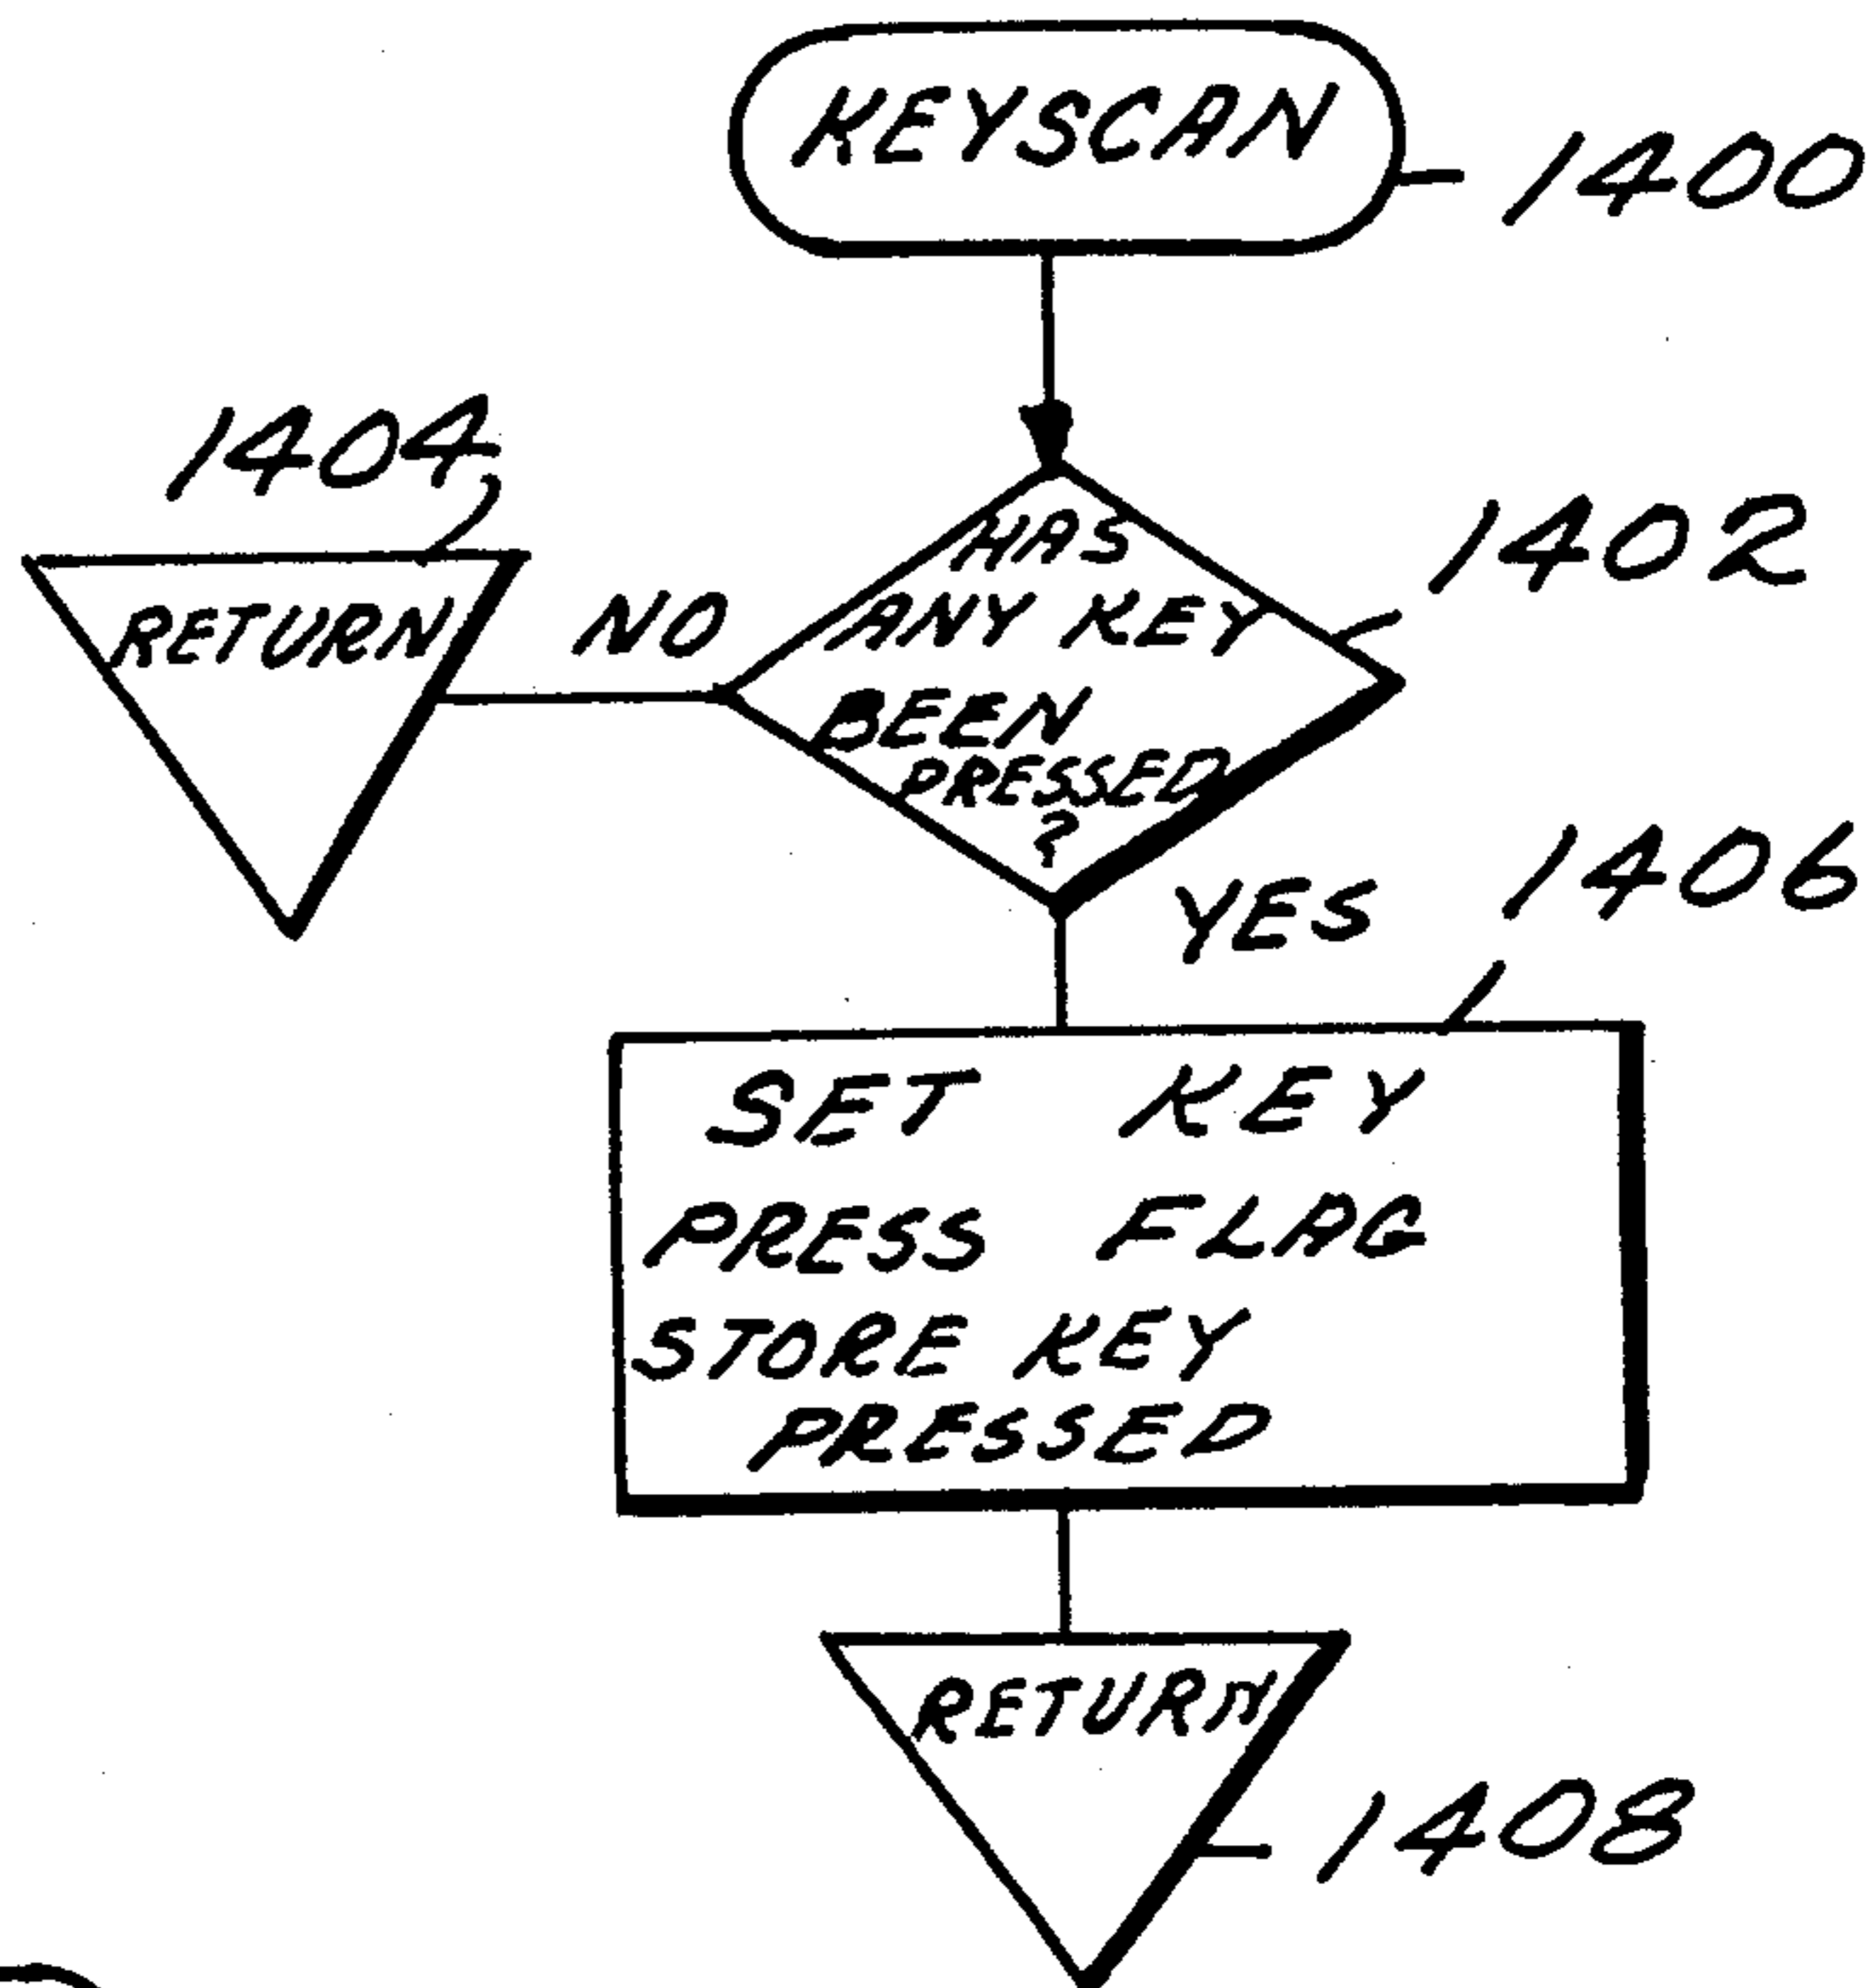 KEYSCAN
1400
1404
HAS
1402
ANY KEY
RETURN
NO
BEEN
PRESSED
?
YES
1406
SET KEY
PRESS FLAG
STORE KEY
PRESSED
RETURN
1408